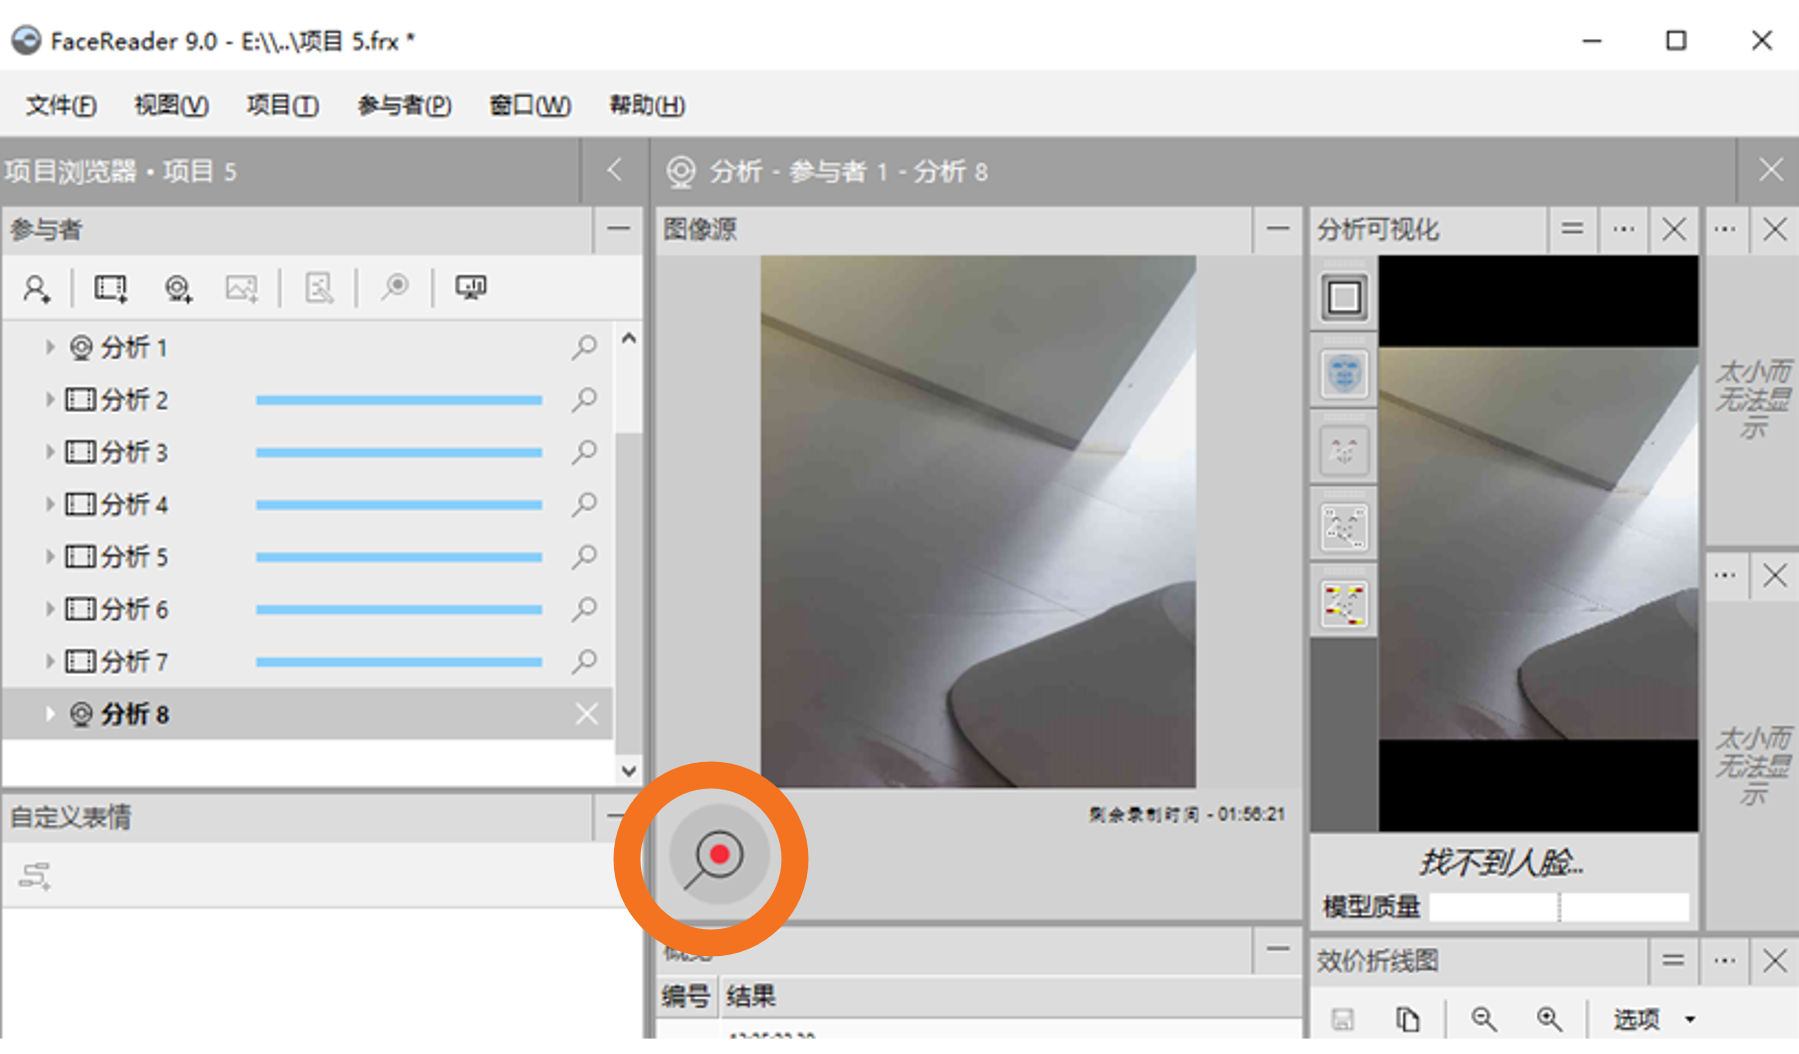 FaceReader 9.0 - E:\\..\项目 5.frx *
文件(F) 视图(V) 项目(T) 参与者(P) 窗口(W) 帮助(H)
项目浏览器 • 项目 5
分析 - 参与者 1 - 分析 8
参与者
图像源
分析可视化
分析 1
分析 2
分析 3
分析 4
分析 5
分析 6
分析 7
分析 8
太小而
无法显
示
太小而
无法显
示
剩余录制时间 - 01:56:21
自定义表情
找不到人脸...
模型质量
效价折线图
编号 结果
选项